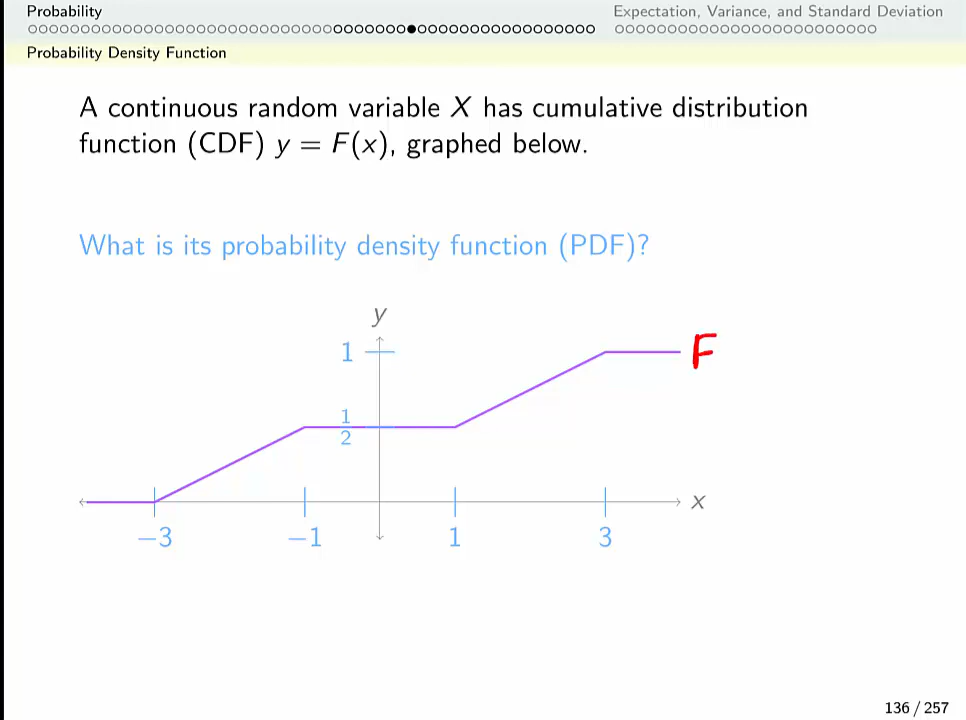 Probability
Expectation, Variance, and Standard Deviation
Probability Density Function
A continuous random variable X has cumulative distribution
function (CDF) y = F(x), graphed below.
What is its probability density function (PDF)?
y
1
F
1
2
x
−3 −1 1 3
136 / 257